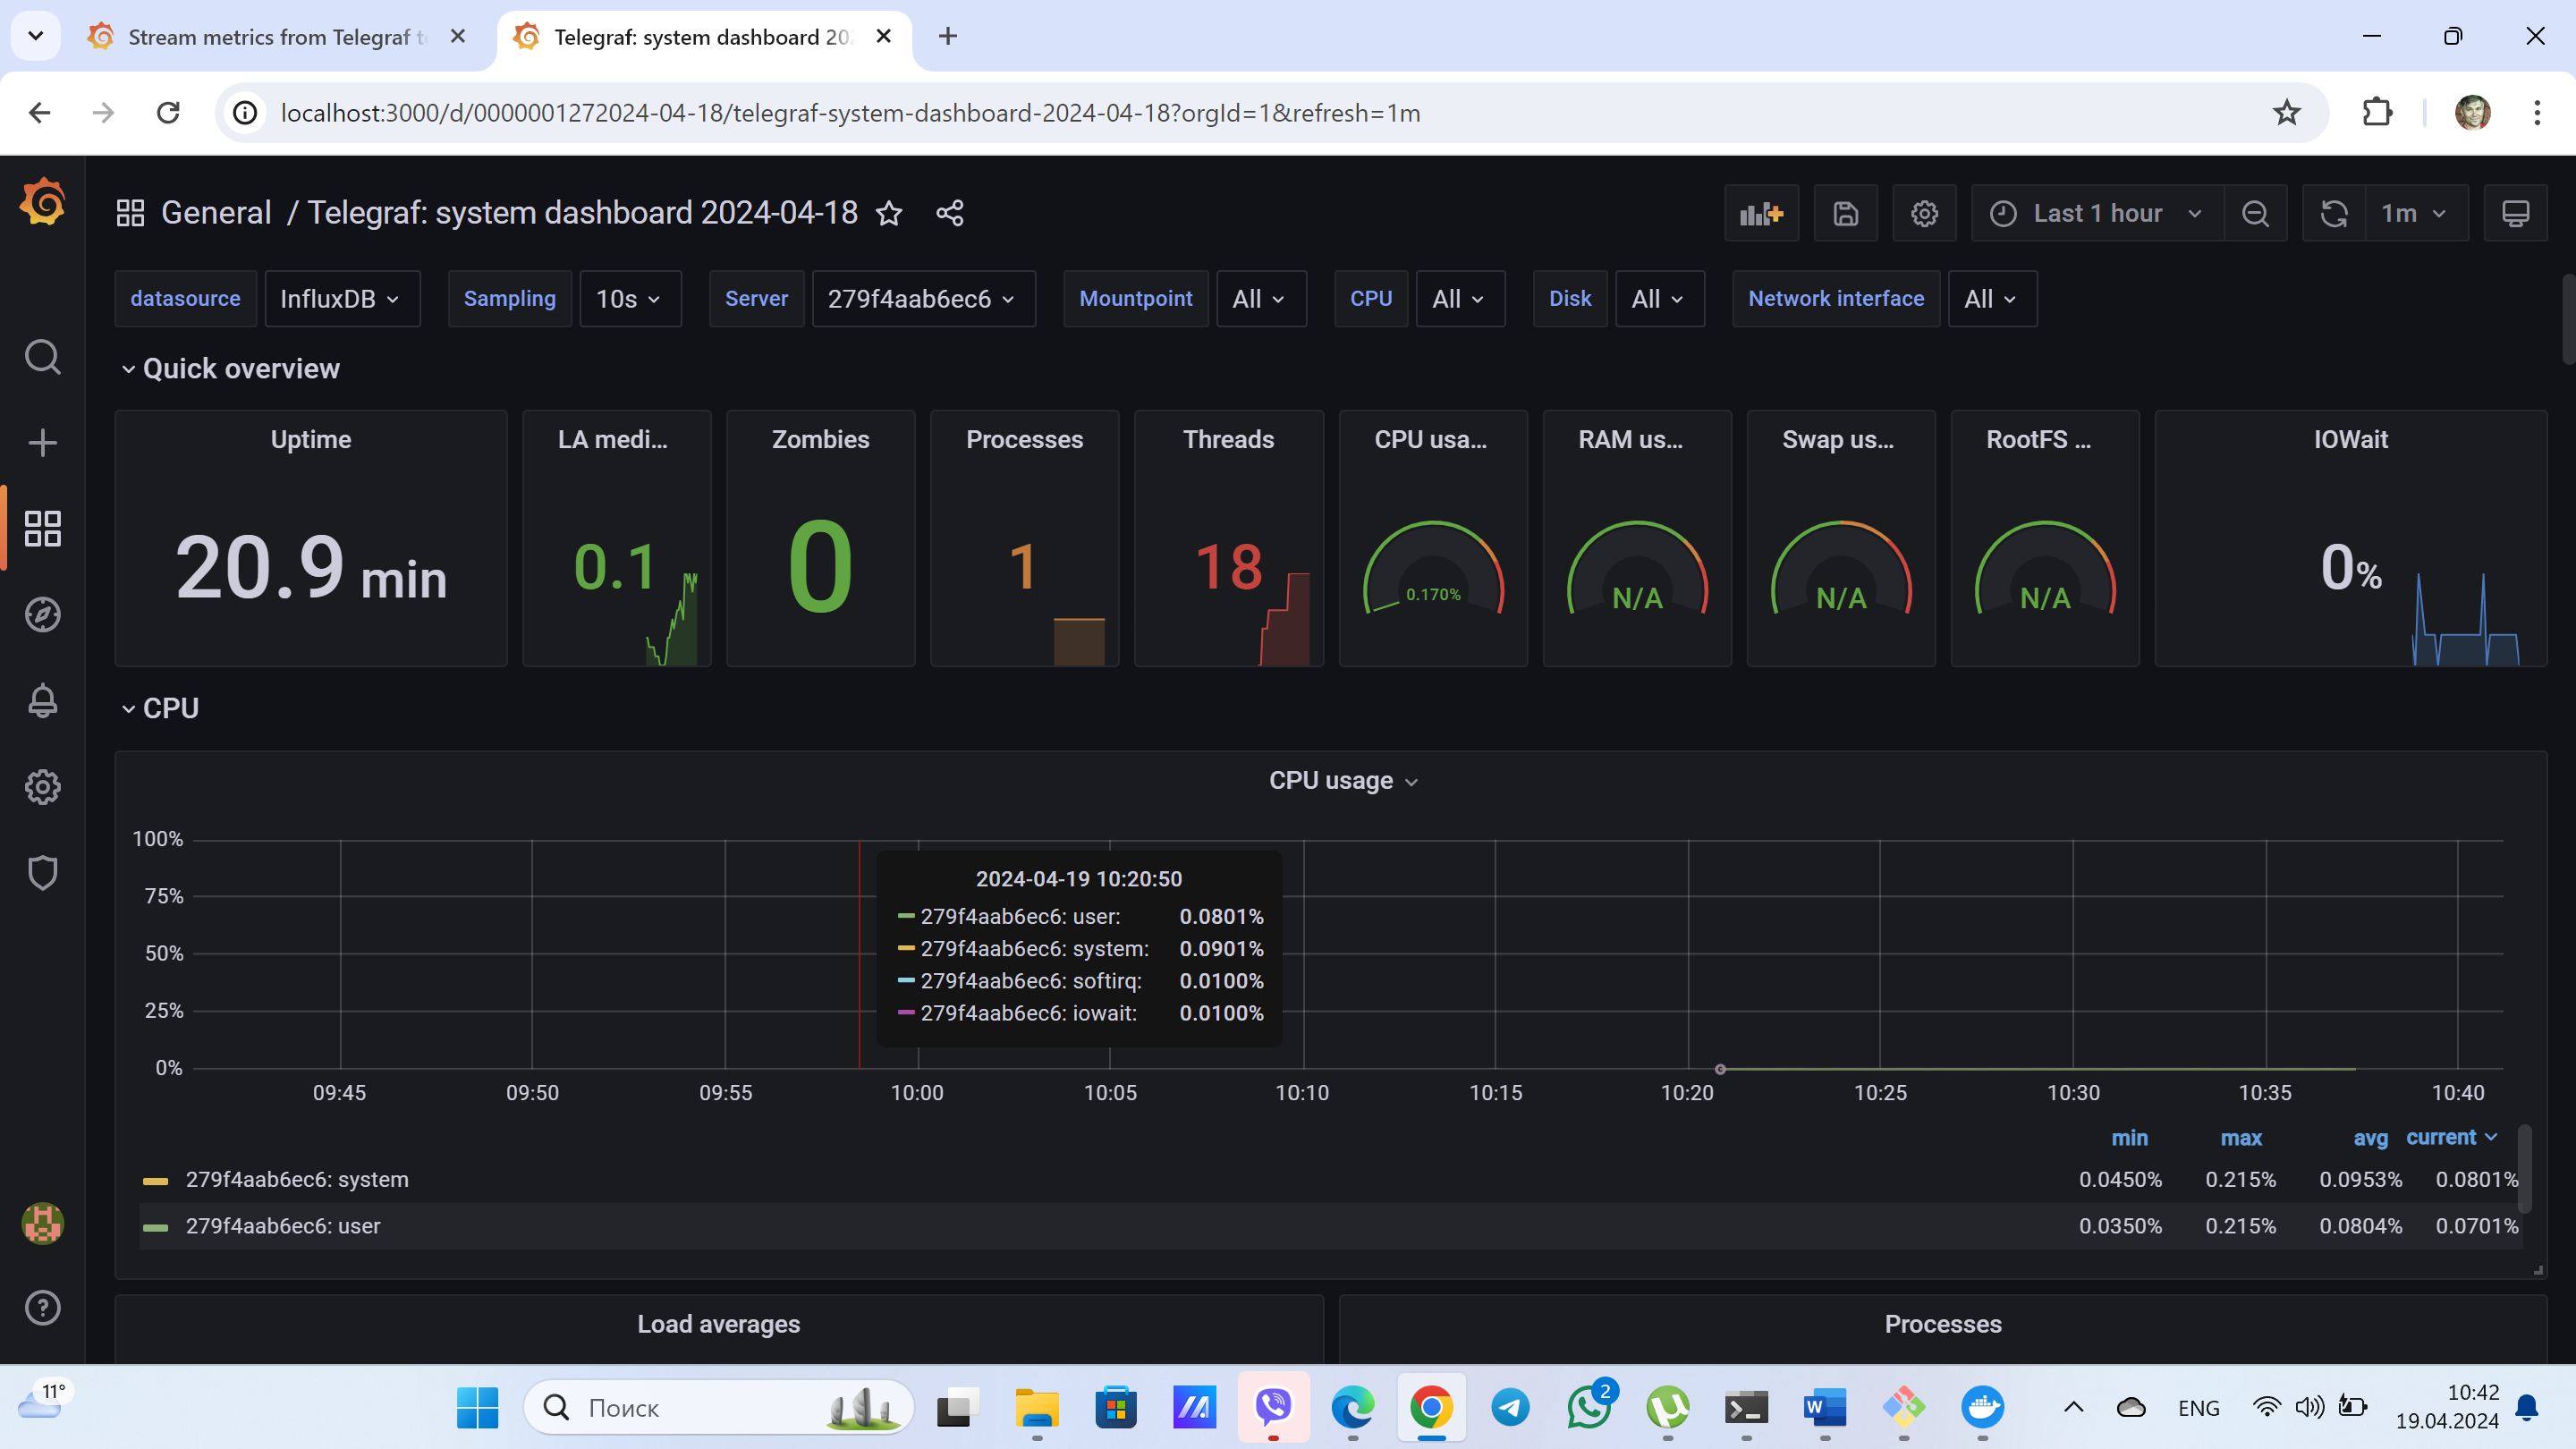 Stream metrics from Telegraf t
Telegraf: system dashboard 20
localhost:3000/d/0000001272024-04-18/telegraf-system-dashboard-2024-04-18?orgId=1&refresh=1m
General / Telegraf: system dashboard 2024-04-18
Last 1 hour
1m
datasource InfluxDB Sampling 10s Server 279f4aab6ec6 Mountpoint All CPU All Disk All Network interface All
Quick overview
Uptime LA medi... Zombies Processes Threads CPU usa... RAM us... Swap us... RootFS ... IOWait
20.9 min 0.1 0 1 18 0.170% N/A N/A N/A 0%
CPU
CPU usage
100%
75%
50%
25%
0%
2024-04-19 10:20:50
279f4aab6ec6: user: 0.0801%
279f4aab6ec6: system: 0.0901%
279f4aab6ec6: softirq: 0.0100%
279f4aab6ec6: iowait: 0.0100%
09:45 09:50 09:55 10:00 10:05 10:10 10:15 10:20 10:25 10:30 10:35 10:40
min max avg current
279f4aab6ec6: system 0.0450% 0.215% 0.0953% 0.0801%
279f4aab6ec6: user 0.0350% 0.215% 0.0804% 0.0701%
Load averages
Processes
11°
Поиск
2
ENG
10:42
19.04.2024